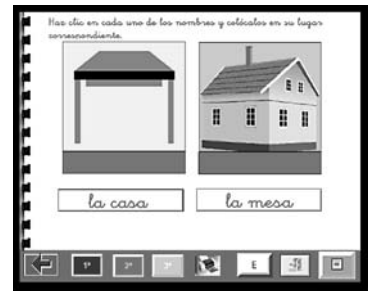 Haz clic en cada uno de los nombres y colócalos en su lugar
correspondiente.
la casa
la mesa
1º
2º
3º
E